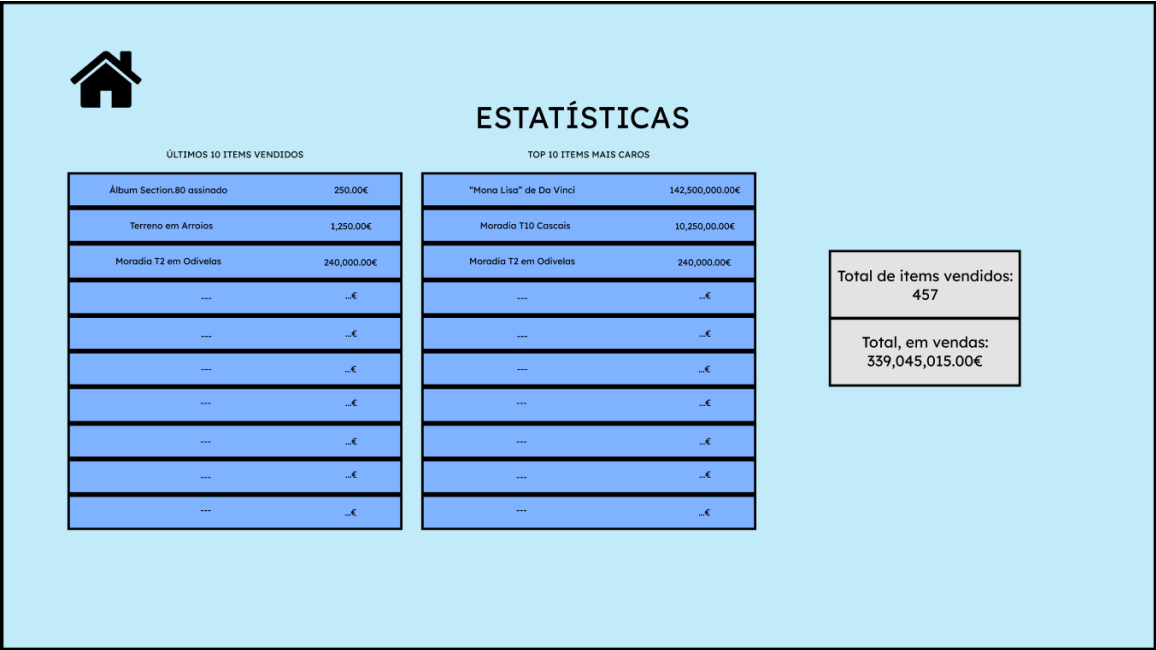 ESTATÍSTICAS
ÚLTIMOS 10 ITEMS VENDIDOS
Álbum Section.80 assinado 250.00€
Terreno em Arroios 1,250.00€
Moradia T2 em Odivelas 240,000.00€
--- ...€
--- ...€
--- ...€
--- ...€
--- ...€
--- ...€
--- ...€
TOP 10 ITEMS MAIS CAROS
“Mona Lisa” de Da Vinci 142,500,000.00€
Moradia T10 Cascais 10,250,00.00€
Moradia T2 em Odivelas 240,000.00€
--- ...€
--- ...€
--- ...€
--- ...€
--- ...€
--- ...€
--- ...€
Total de items vendidos:
457
Total, em vendas:
339,045,015.00€